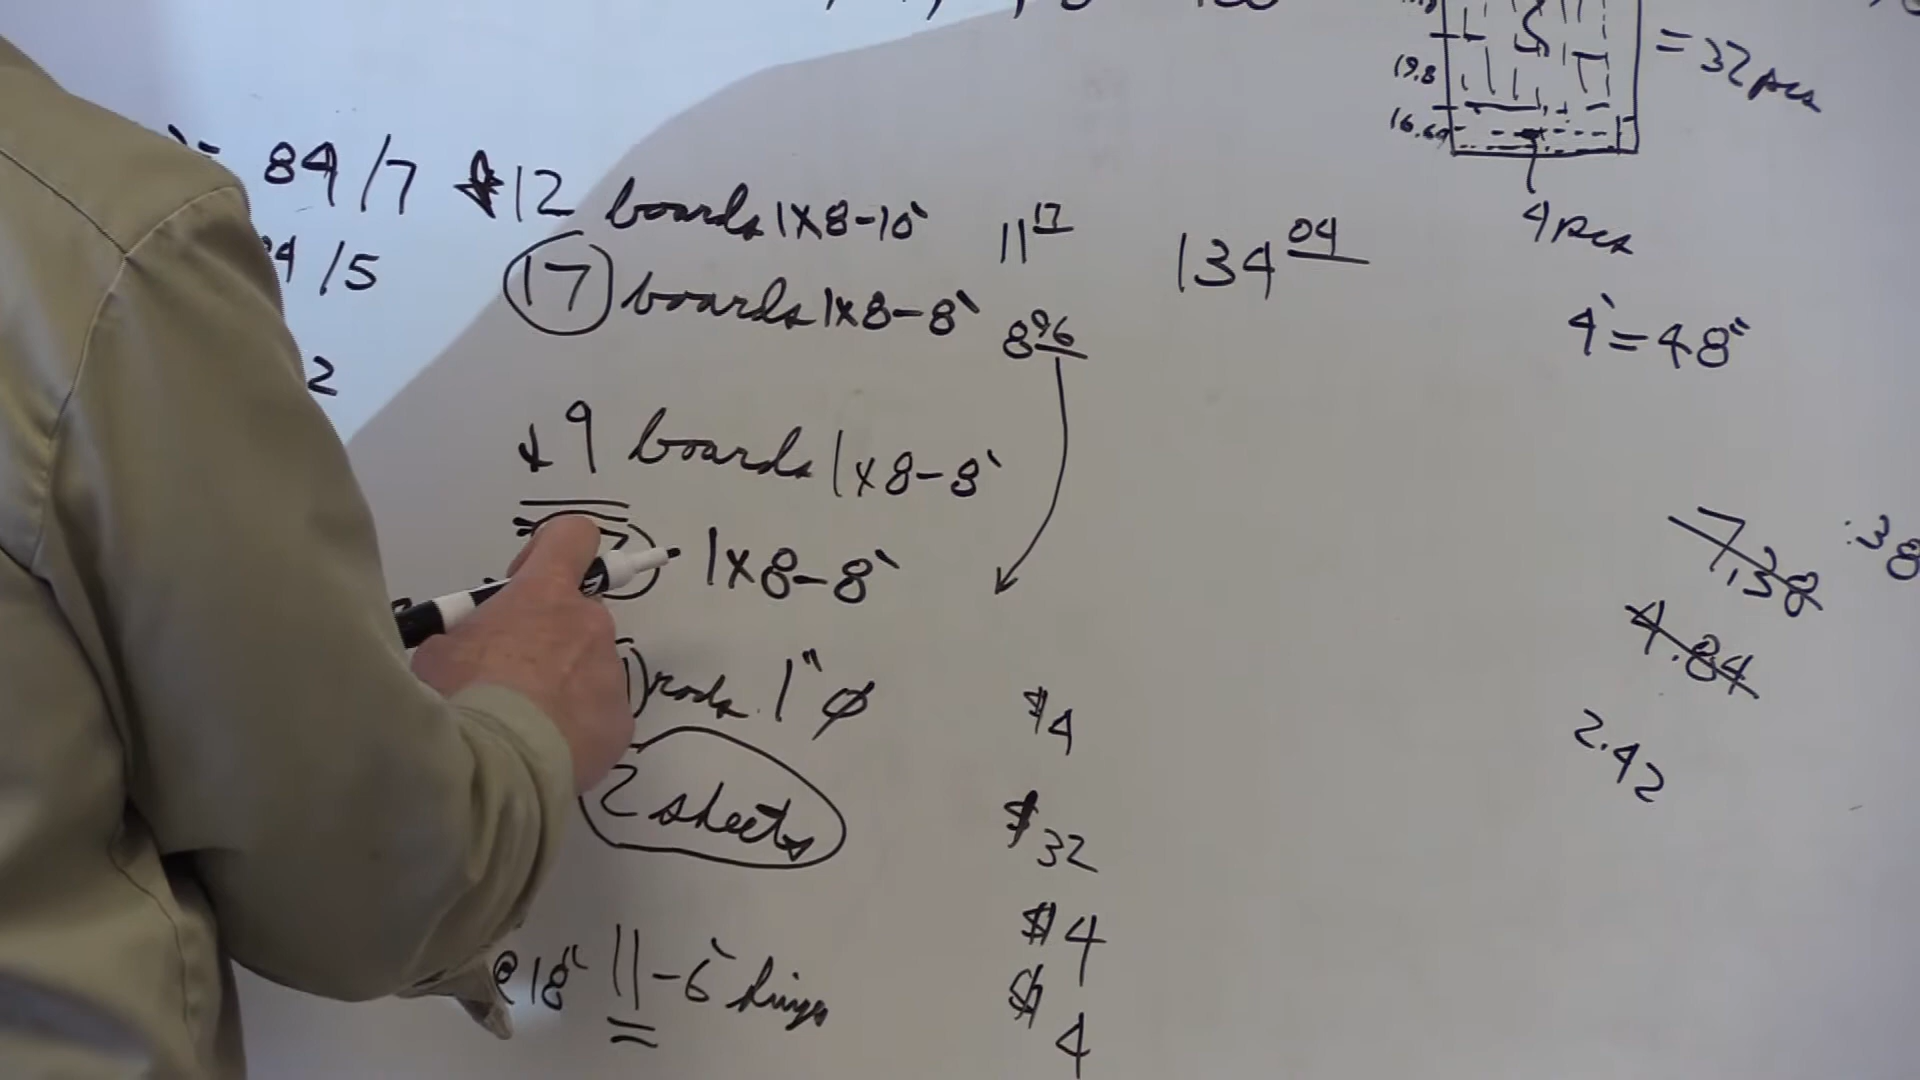 = 32 pcs
19.8
16.69
4 pcs
84/7 12 boards 1x8-10' 11 17 134 04
4/5 17 boards 1x8-8' 8 96
4' = 48"
2
9 boards 1x8-8'
1x8-8'
7.38 :38
4.84
rods 1" ø $4
2.42
2 sheets $32
$4
@ 18" 11-6'
$4